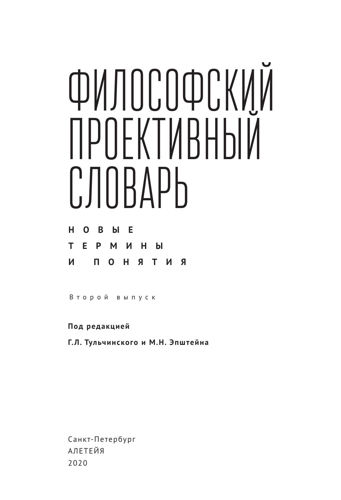 ФИЛОСОФСКИЙ
ПРОЕКТИВНЫЙ
СЛОВАРЬ
НОВЫЕ
ТЕРМИНЫ
И ПОНЯТИЯ
Второй выпуск
Под редакцией
Г.Л. Тульчинского и М.Н. Эпштейна
Санкт-Петербург
АЛЕТЕЙЯ
2020